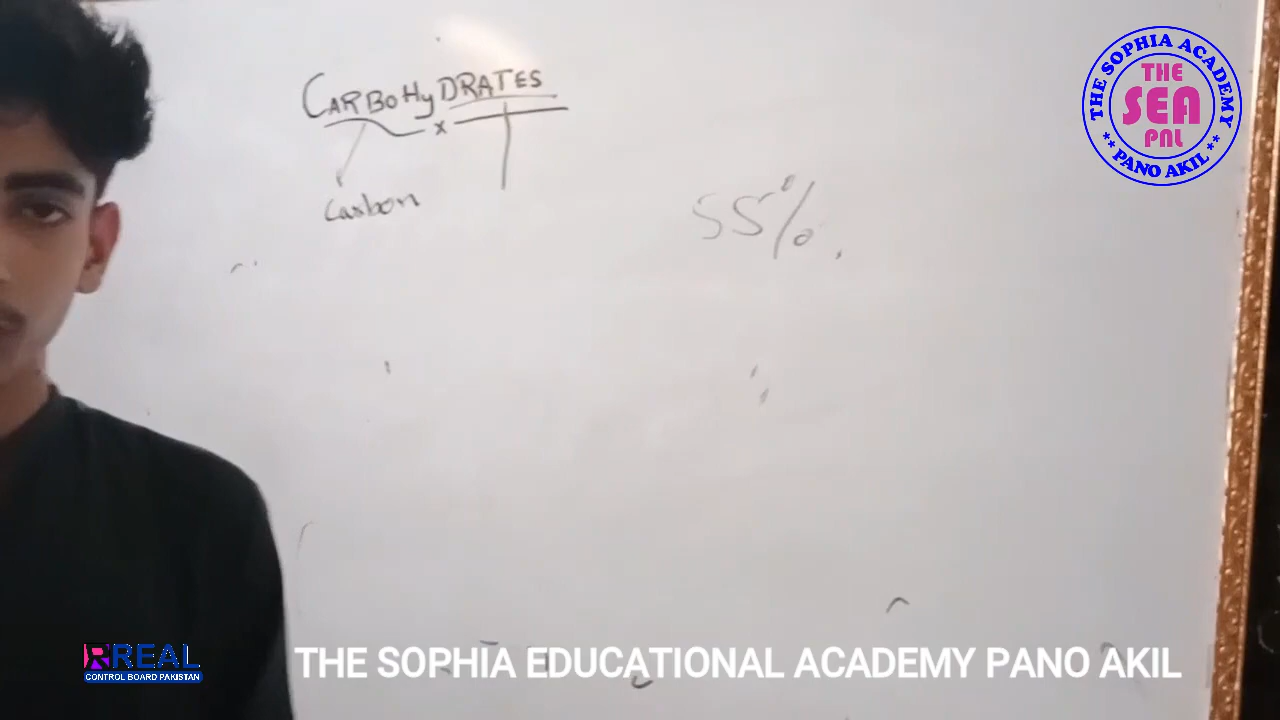 CARBOHyDRATES
x
Carbon
55%
THE SOPHIA ACADEMY
THE
SEA
PNL
** PANO AKIL **
REAL
CONTROL BOARD PAKISTAN
THE SOPHIA EDUCATIONAL ACADEMY PANO AKIL